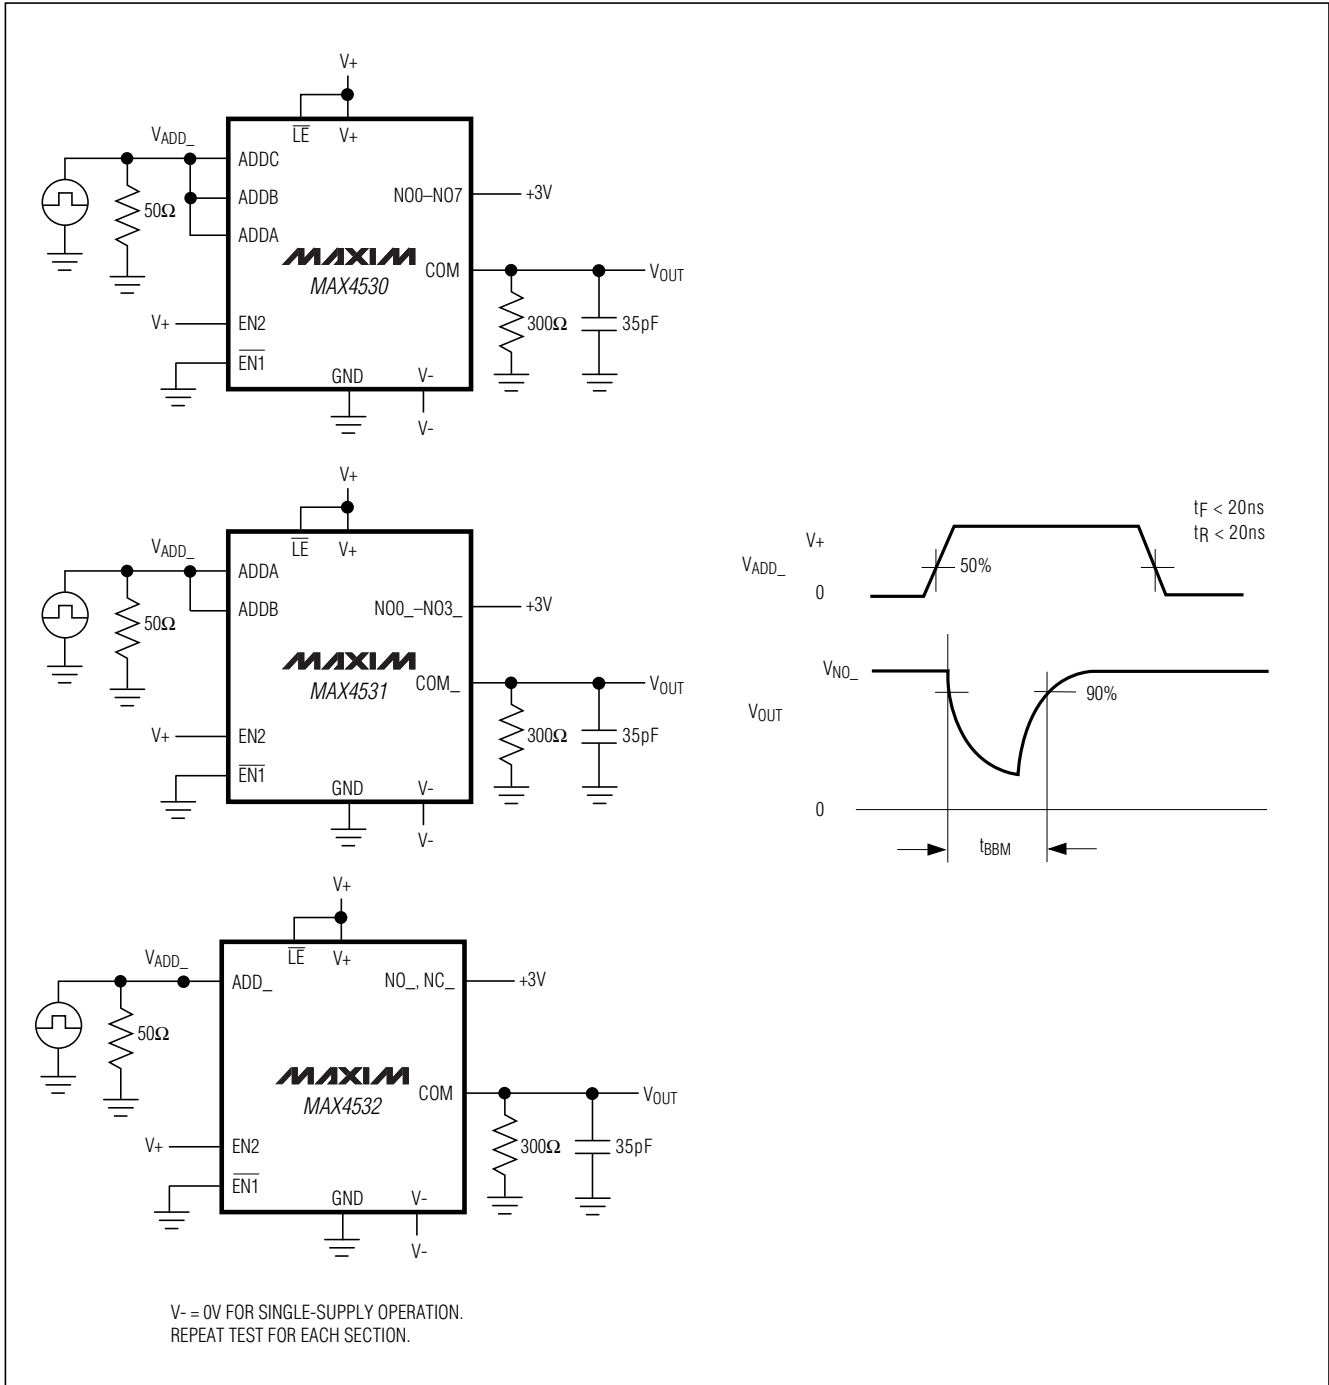 V+
LE V+
VADD_
ADDC
ADDB
ADDA
50Ω
NO0–NO7 +3V
MAXIM
MAX4530
COM VOUT
300Ω 35pF
V+ EN2
EN1
GND V-
V-
V+
LE V+
VADD_
ADDA
ADDB
50Ω
NO0_–NO3_ +3V
MAXIM
MAX4531
COM_ VOUT
300Ω 35pF
V+ EN2
EN1
GND V-
V-
V+
LE V+
VADD_
ADD_
50Ω
NO_, NC_ +3V
MAXIM
MAX4532
COM VOUT
300Ω 35pF
V+ EN2
EN1
GND V-
V-
V- = 0V FOR SINGLE-SUPPLY OPERATION.
REPEAT TEST FOR EACH SECTION.
tF < 20ns
tR < 20ns
V+
VADD_
50%
0
VNO_
90%
VOUT
0
tBBM